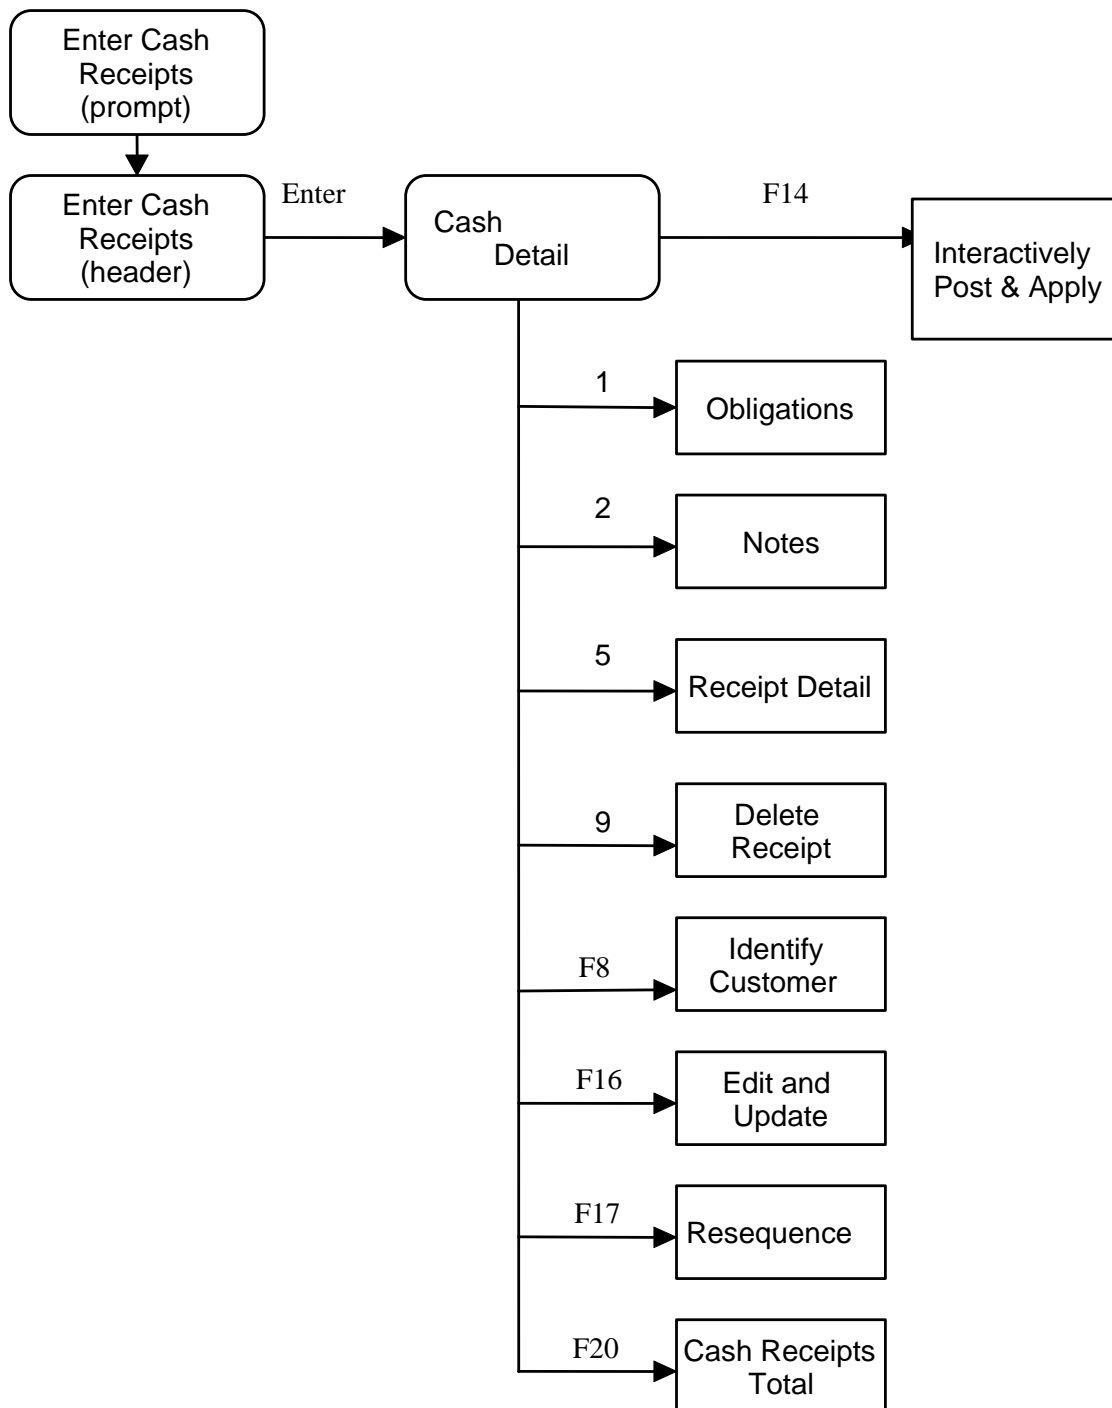 Enter Cash
Receipts
(prompt)
Enter Cash
Receipts
(header)
Enter
Cash
Detail
F14
Interactively
Post & Apply
1
Obligations
2
Notes
5
Receipt Detail
9
Delete
Receipt
F8
Identify
Customer
F16
Edit and
Update
F17
Resequence
F20
Cash Receipts
Total